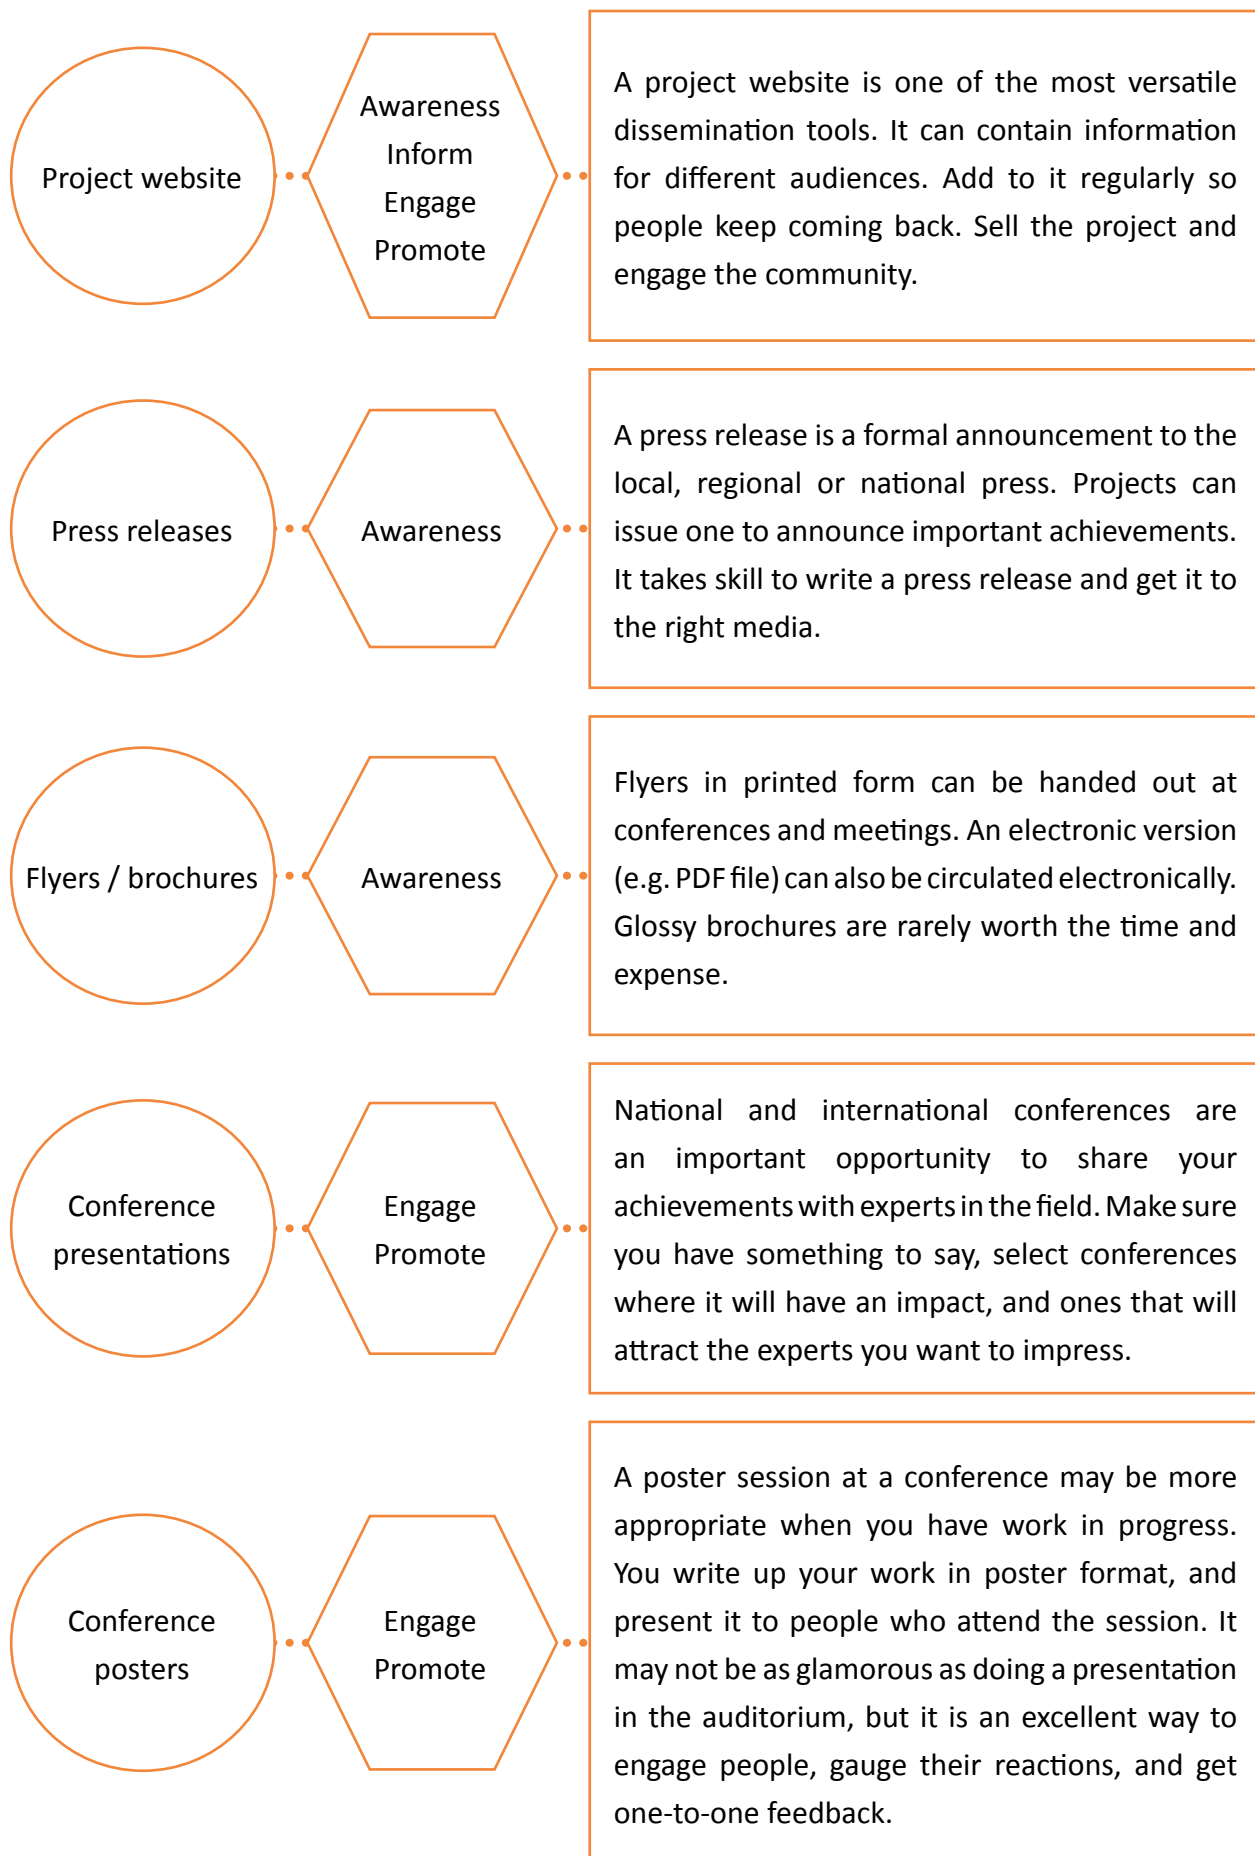 Project website
Awareness
Inform
Engage
Promote
A project website is one of the most versatile
dissemination tools. It can contain information
for different audiences. Add to it regularly so
people keep coming back. Sell the project and
engage the community.
Press releases
Awareness
A press release is a formal announcement to the
local, regional or national press. Projects can
issue one to announce important achievements.
It takes skill to write a press release and get it to
the right media.
Flyers / brochures
Awareness
Flyers in printed form can be handed out at
conferences and meetings. An electronic version
(e.g. PDF file) can also be circulated electronically.
Glossy brochures are rarely worth the time and
expense.
Conference
presentations
Engage
Promote
National and international conferences are
an important opportunity to share your
achievements with experts in the field. Make sure
you have something to say, select conferences
where it will have an impact, and ones that will
attract the experts you want to impress.
Conference
posters
Engage
Promote
A poster session at a conference may be more
appropriate when you have work in progress.
You write up your work in poster format, and
present it to people who attend the session. It
may not be as glamorous as doing a presentation
in the auditorium, but it is an excellent way to
engage people, gauge their reactions, and get
one-to-one feedback.